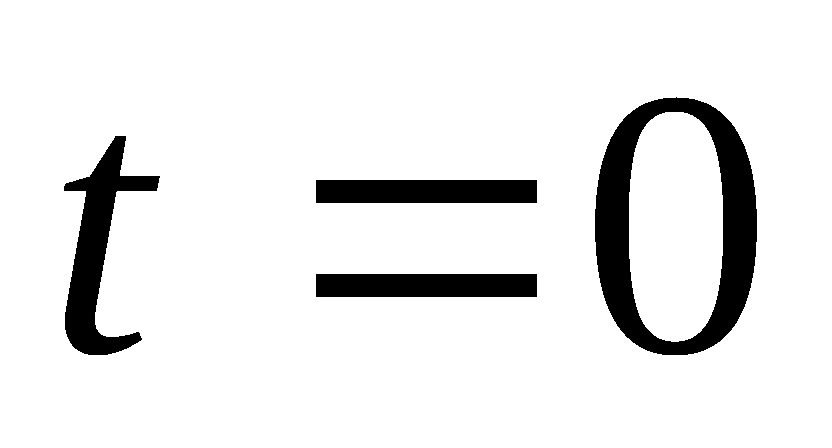 t = 0